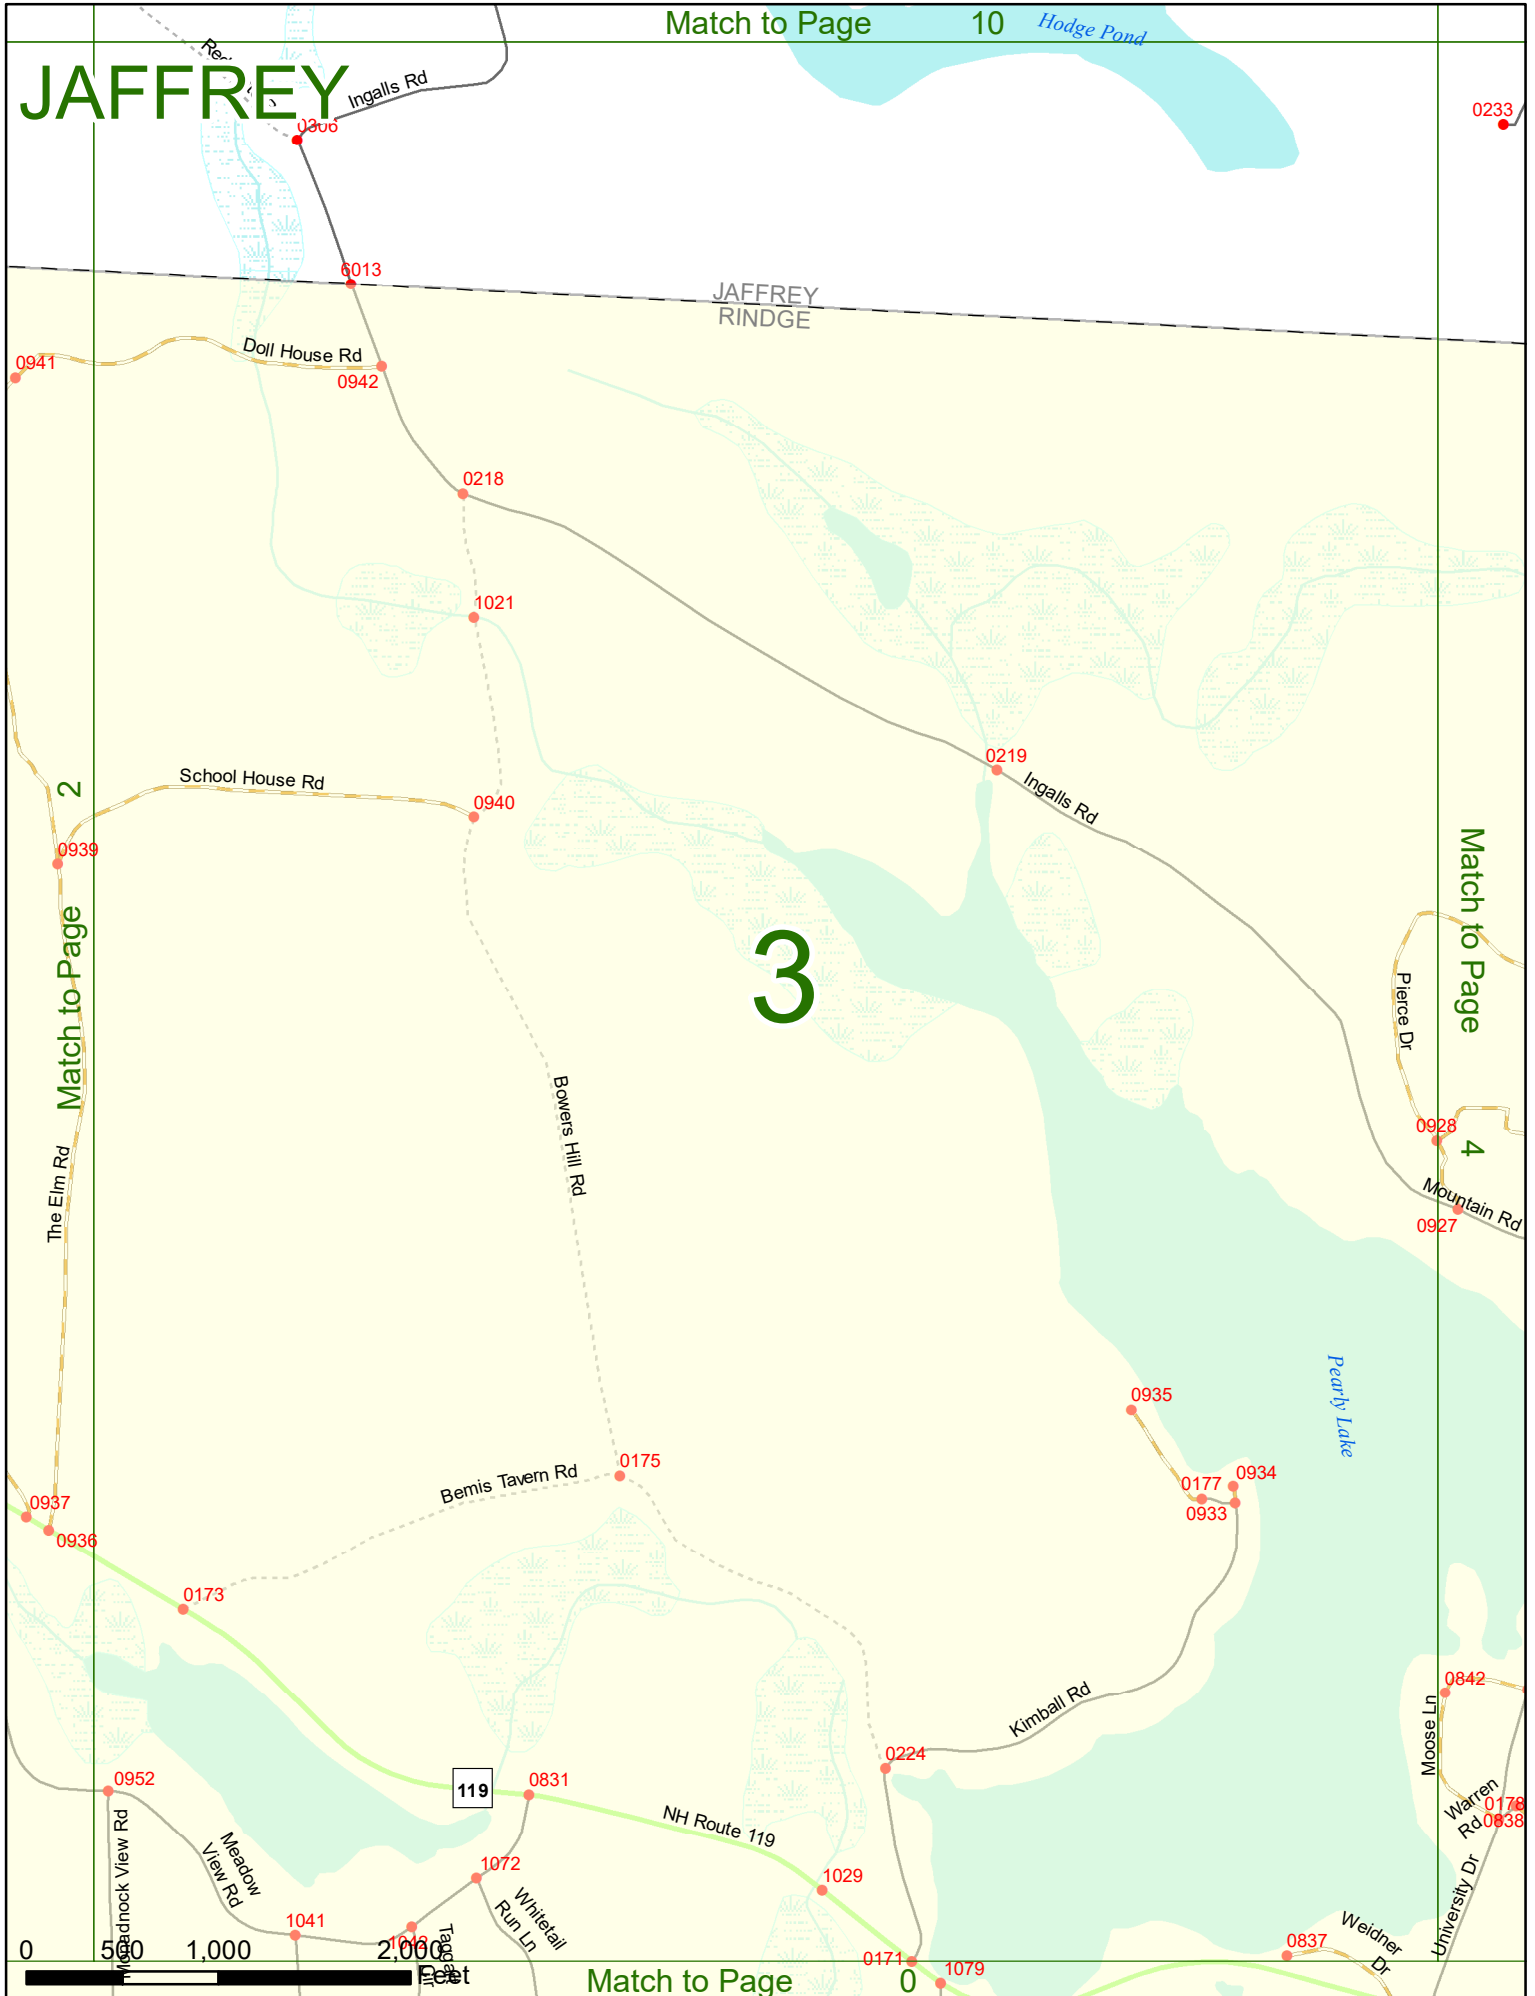 Match to Page 10
Hodge Pond
JAFFREY
Ingalls Rd
0306
0233
6013
JAFFREY
RINDGE
Doll House Rd
0941
0942
0218
1021
0219
Ingalls Rd
School House Rd
0940
0939
Match to Page 2
3
Match to Page 4
Pierce Dr
Bowers Hill Rd
The Elm Rd
0928
Mountain Rd
0927
Pearly Lake
0935
0175
Bemis Tavern Rd
0177
0934
0933
0937
0936
0173
Kimball Rd
0842
Moose Ln
0224
0952
119
0831
NH Route 119
Warren
Rd
0178
0838
Monadnock View Rd
Meadow
View Rd
1072
1029
Whitetail
Run Ln
University Dr
1041
1042
Weidner
Dr
0837
0171
1079
0 500 1,000 2,000
Feet
Match to Page 0